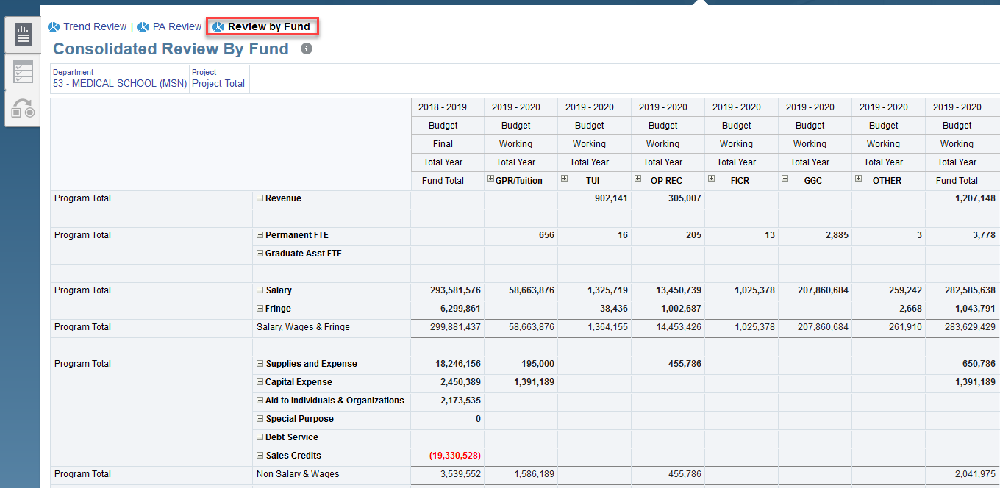 Trend Review | PA Review Review by Fund
Consolidated Review By Fund
Department Project
53 - MEDICAL SCHOOL (MSN) Project Total
2018 - 2019 2019 - 2020 2019 - 2020 2019 - 2020 2019 - 2020 2019 - 2020 2019 - 2020 2019 - 2020
Budget Budget Budget Budget Budget Budget Budget Budget
Final Working Working Working Working Working Working Working
Total Year Total Year Total Year Total Year Total Year Total Year Total Year Total Year
Fund Total GPR/Tuition TUI OP REC FICR GGC OTHER Fund Total
Program Total Revenue 902,141 305,007 1,207,148
Program Total Permanent FTE 656 16 205 13 2,885 3 3,778
Graduate Asst FTE
Program Total Salary 293,581,576 58,663,876 1,325,719 13,450,739 1,025,378 207,860,684 259,242 282,585,638
Fringe 6,299,861 38,436 1,002,687 2,668 1,043,791
Program Total Salary, Wages & Fringe 299,881,437 58,663,876 1,364,155 14,453,426 1,025,378 207,860,684 261,910 283,629,429
Program Total Supplies and Expense 18,246,156 195,000 455,786 650,786
Capital Expense 2,450,389 1,391,189 1,391,189
Aid to Individuals & Organizations 2,173,535
Special Purpose 0
Debt Service
Sales Credits (19,330,528)
Program Total Non Salary & Wages 3,539,552 1,586,189 455,786 2,041,975